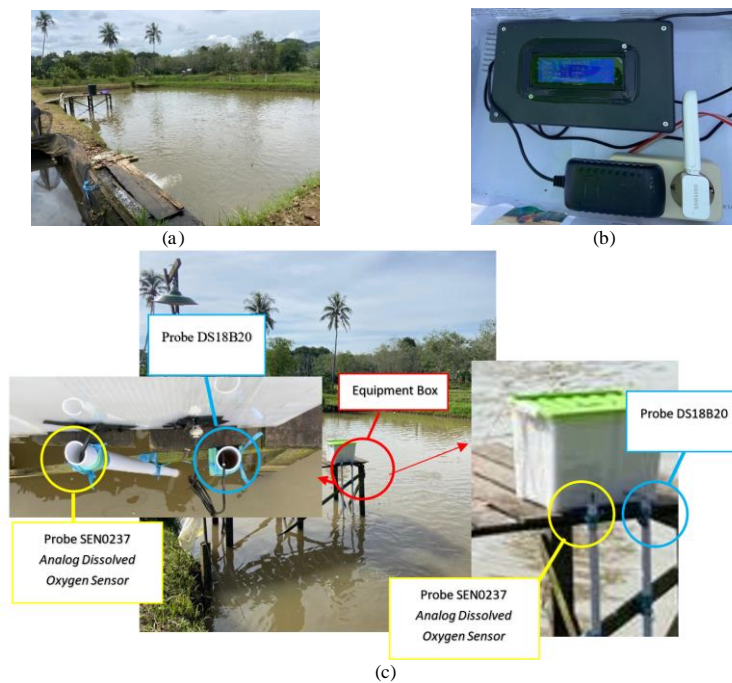 (a)
(b)
Probe DS18B20
Equipment Box
Probe DS18B20
Probe SEN0237
Analog Dissolved
Oxygen Sensor
Probe SEN0237
Analog Dissolved
Oxygen Sensor
(c)